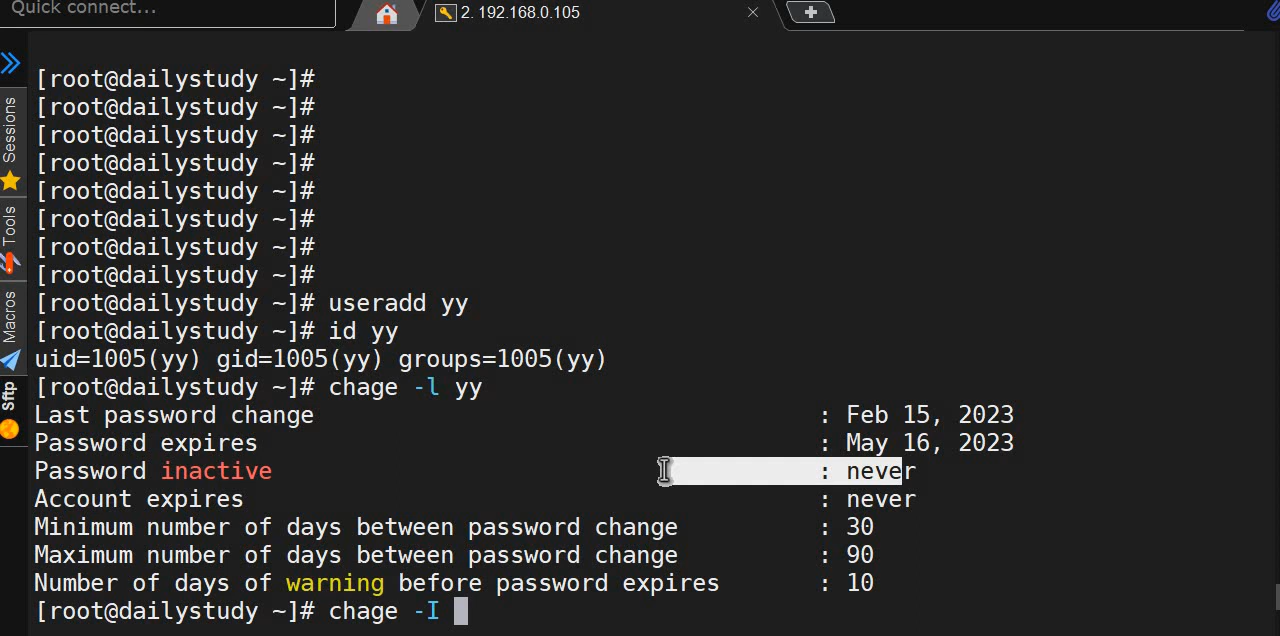 Quick connect...
2. 192.168.0.105
Sessions
Tools
Macros
Sftp
[root@dailystudy ~]#
[root@dailystudy ~]#
[root@dailystudy ~]#
[root@dailystudy ~]#
[root@dailystudy ~]#
[root@dailystudy ~]#
[root@dailystudy ~]#
[root@dailystudy ~]#
[root@dailystudy ~]# useradd yy
[root@dailystudy ~]# id yy
uid=1005(yy) gid=1005(yy) groups=1005(yy)
[root@dailystudy ~]# chage -l yy
Last password change : Feb 15, 2023
Password expires : May 16, 2023
Password inactive : never
Account expires : never
Minimum number of days between password change : 30
Maximum number of days between password change : 90
Number of days of warning before password expires : 10
[root@dailystudy ~]# chage -I